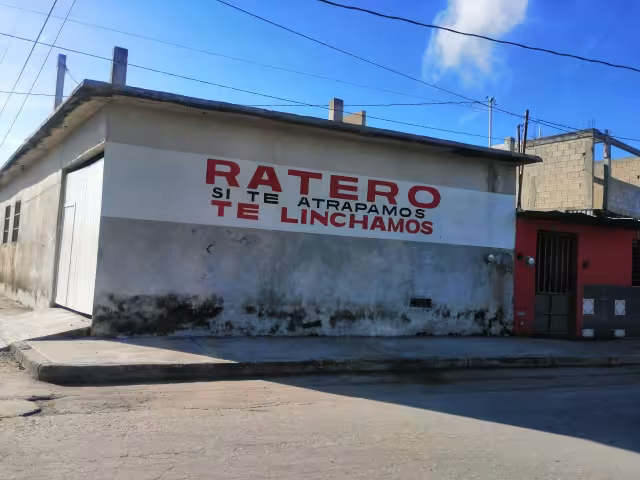 RATERO
SI TE ATRAPAMOS
TE LINCHAMOS